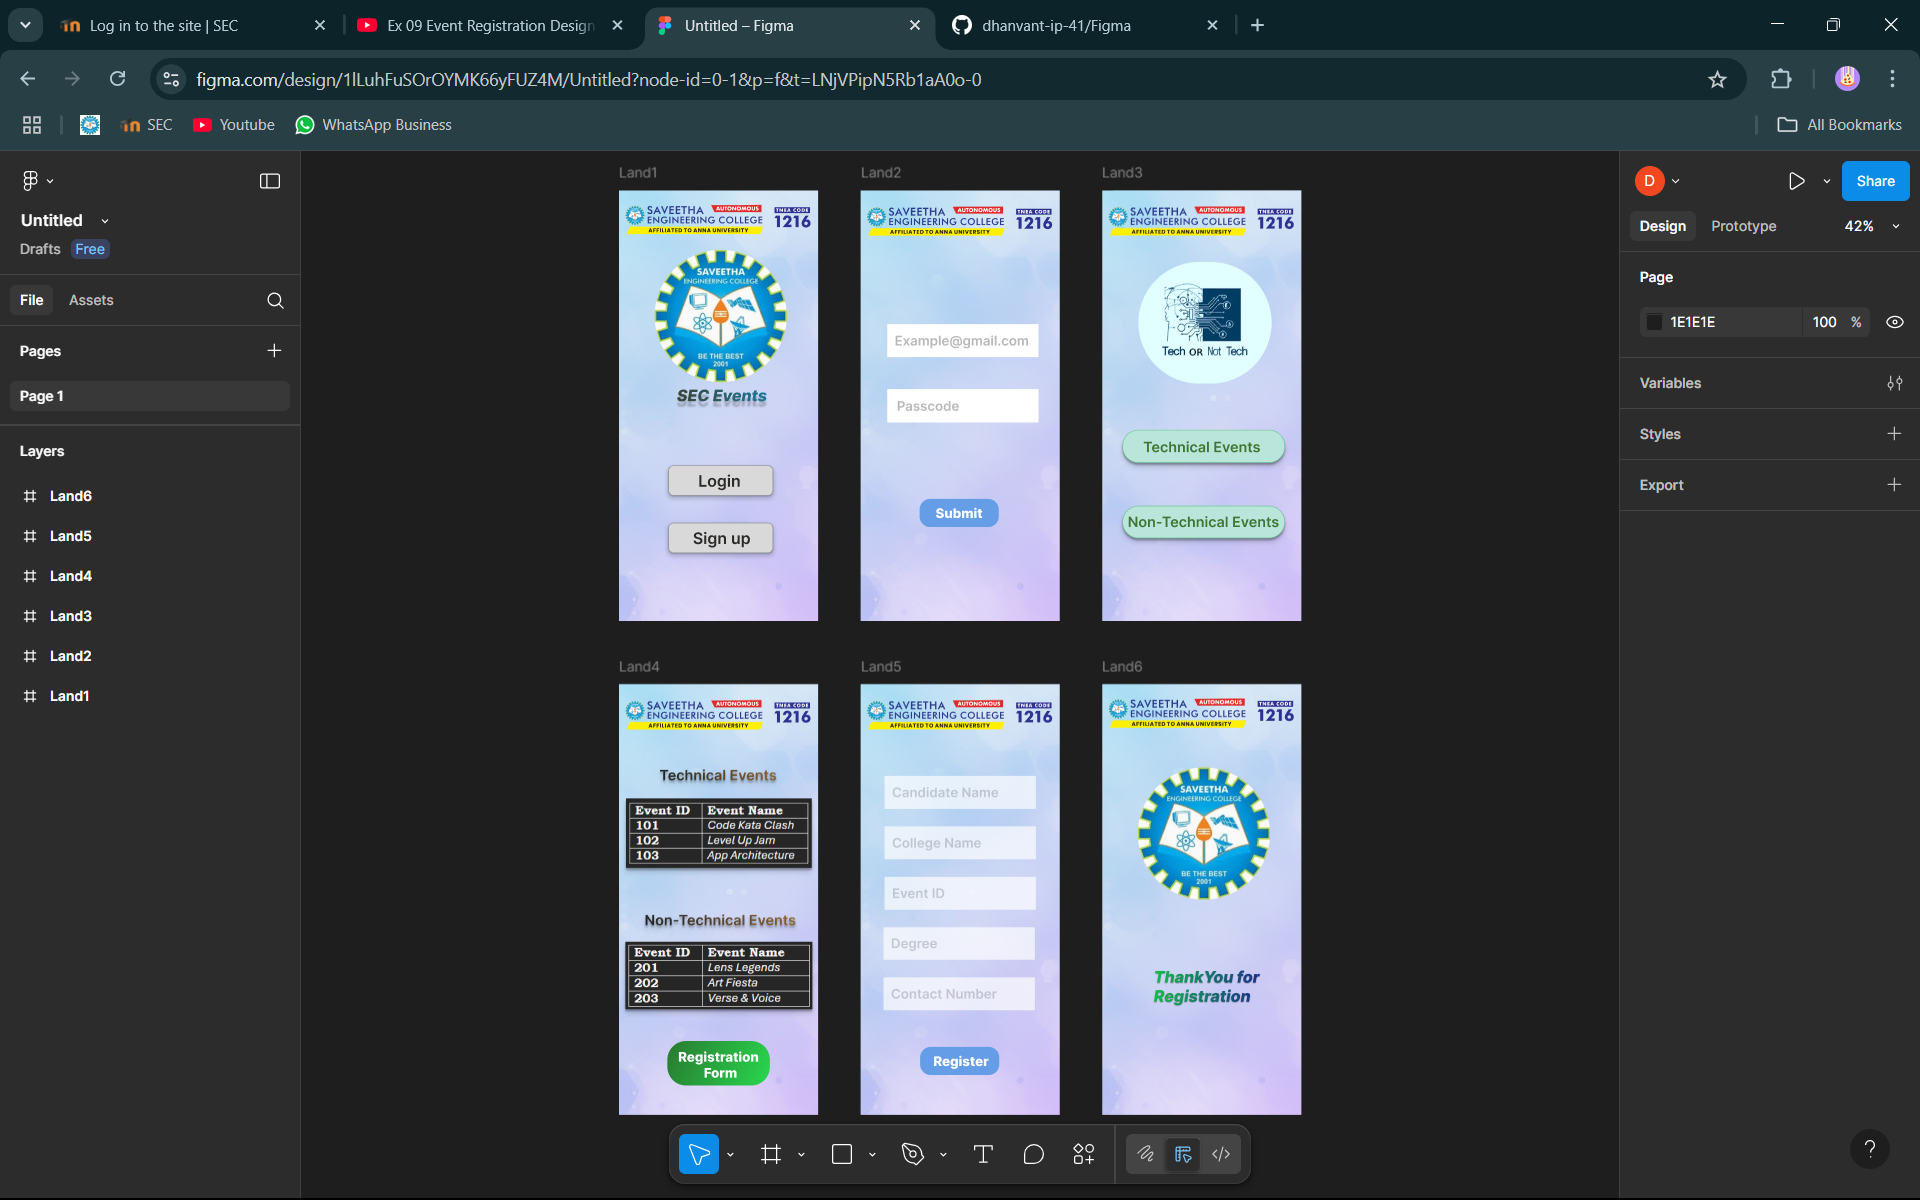 Log in to the site | SEC
Ex 09 Event Registration Design
Untitled – Figma
dhanvant-ip-41/Figma
figma.com/design/1lLuhFuSOrOYMK66yFUZ4M/Untitled?node-id=0-1&p=f&t=LNjVPipN5Rb1aA0o-0
SEC
Youtube
WhatsApp Business
All Bookmarks
Untitled
Drafts Free
File Assets
Pages
Page 1
Layers
Land6
Land5
Land4
Land3
Land2
Land1
Land1
SAVEETHA AUTONOMOUS
ENGINEERING COLLEGE
AFFILIATED TO ANNA UNIVERSITY
TNEA CODE
1216
SAVEETHA
ENGINEERING COLLEGE
BE THE BEST
2001
SEC Events
Login
Sign up
Land2
SAVEETHA AUTONOMOUS
ENGINEERING COLLEGE
AFFILIATED TO ANNA UNIVERSITY
TNEA CODE
1216
Example@gmail.com
Passcode
Submit
Land3
SAVEETHA AUTONOMOUS
ENGINEERING COLLEGE
AFFILIATED TO ANNA UNIVERSITY
TNEA CODE
1216
Tech OR Not Tech
Technical Events
Non-Technical Events
Land4
SAVEETHA AUTONOMOUS
ENGINEERING COLLEGE
AFFILIATED TO ANNA UNIVERSITY
TNEA CODE
1216
Technical Events
Event ID Event Name
101 Code Kata Clash
102 Level Up Jam
103 App Architecture
Non-Technical Events
Event ID Event Name
201 Lens Legends
202 Art Fiesta
203 Verse & Voice
Registration
Form
Land5
SAVEETHA AUTONOMOUS
ENGINEERING COLLEGE
AFFILIATED TO ANNA UNIVERSITY
TNEA CODE
1216
Candidate Name
College Name
Event ID
Degree
Contact Number
Register
Land6
SAVEETHA AUTONOMOUS
ENGINEERING COLLEGE
AFFILIATED TO ANNA UNIVERSITY
TNEA CODE
1216
SAVEETHA
ENGINEERING COLLEGE
BE THE BEST
2001
ThankYou for
Registration
D
Share
Design Prototype 42%
Page
1E1E1E 100 %
Variables
Styles
Export
?